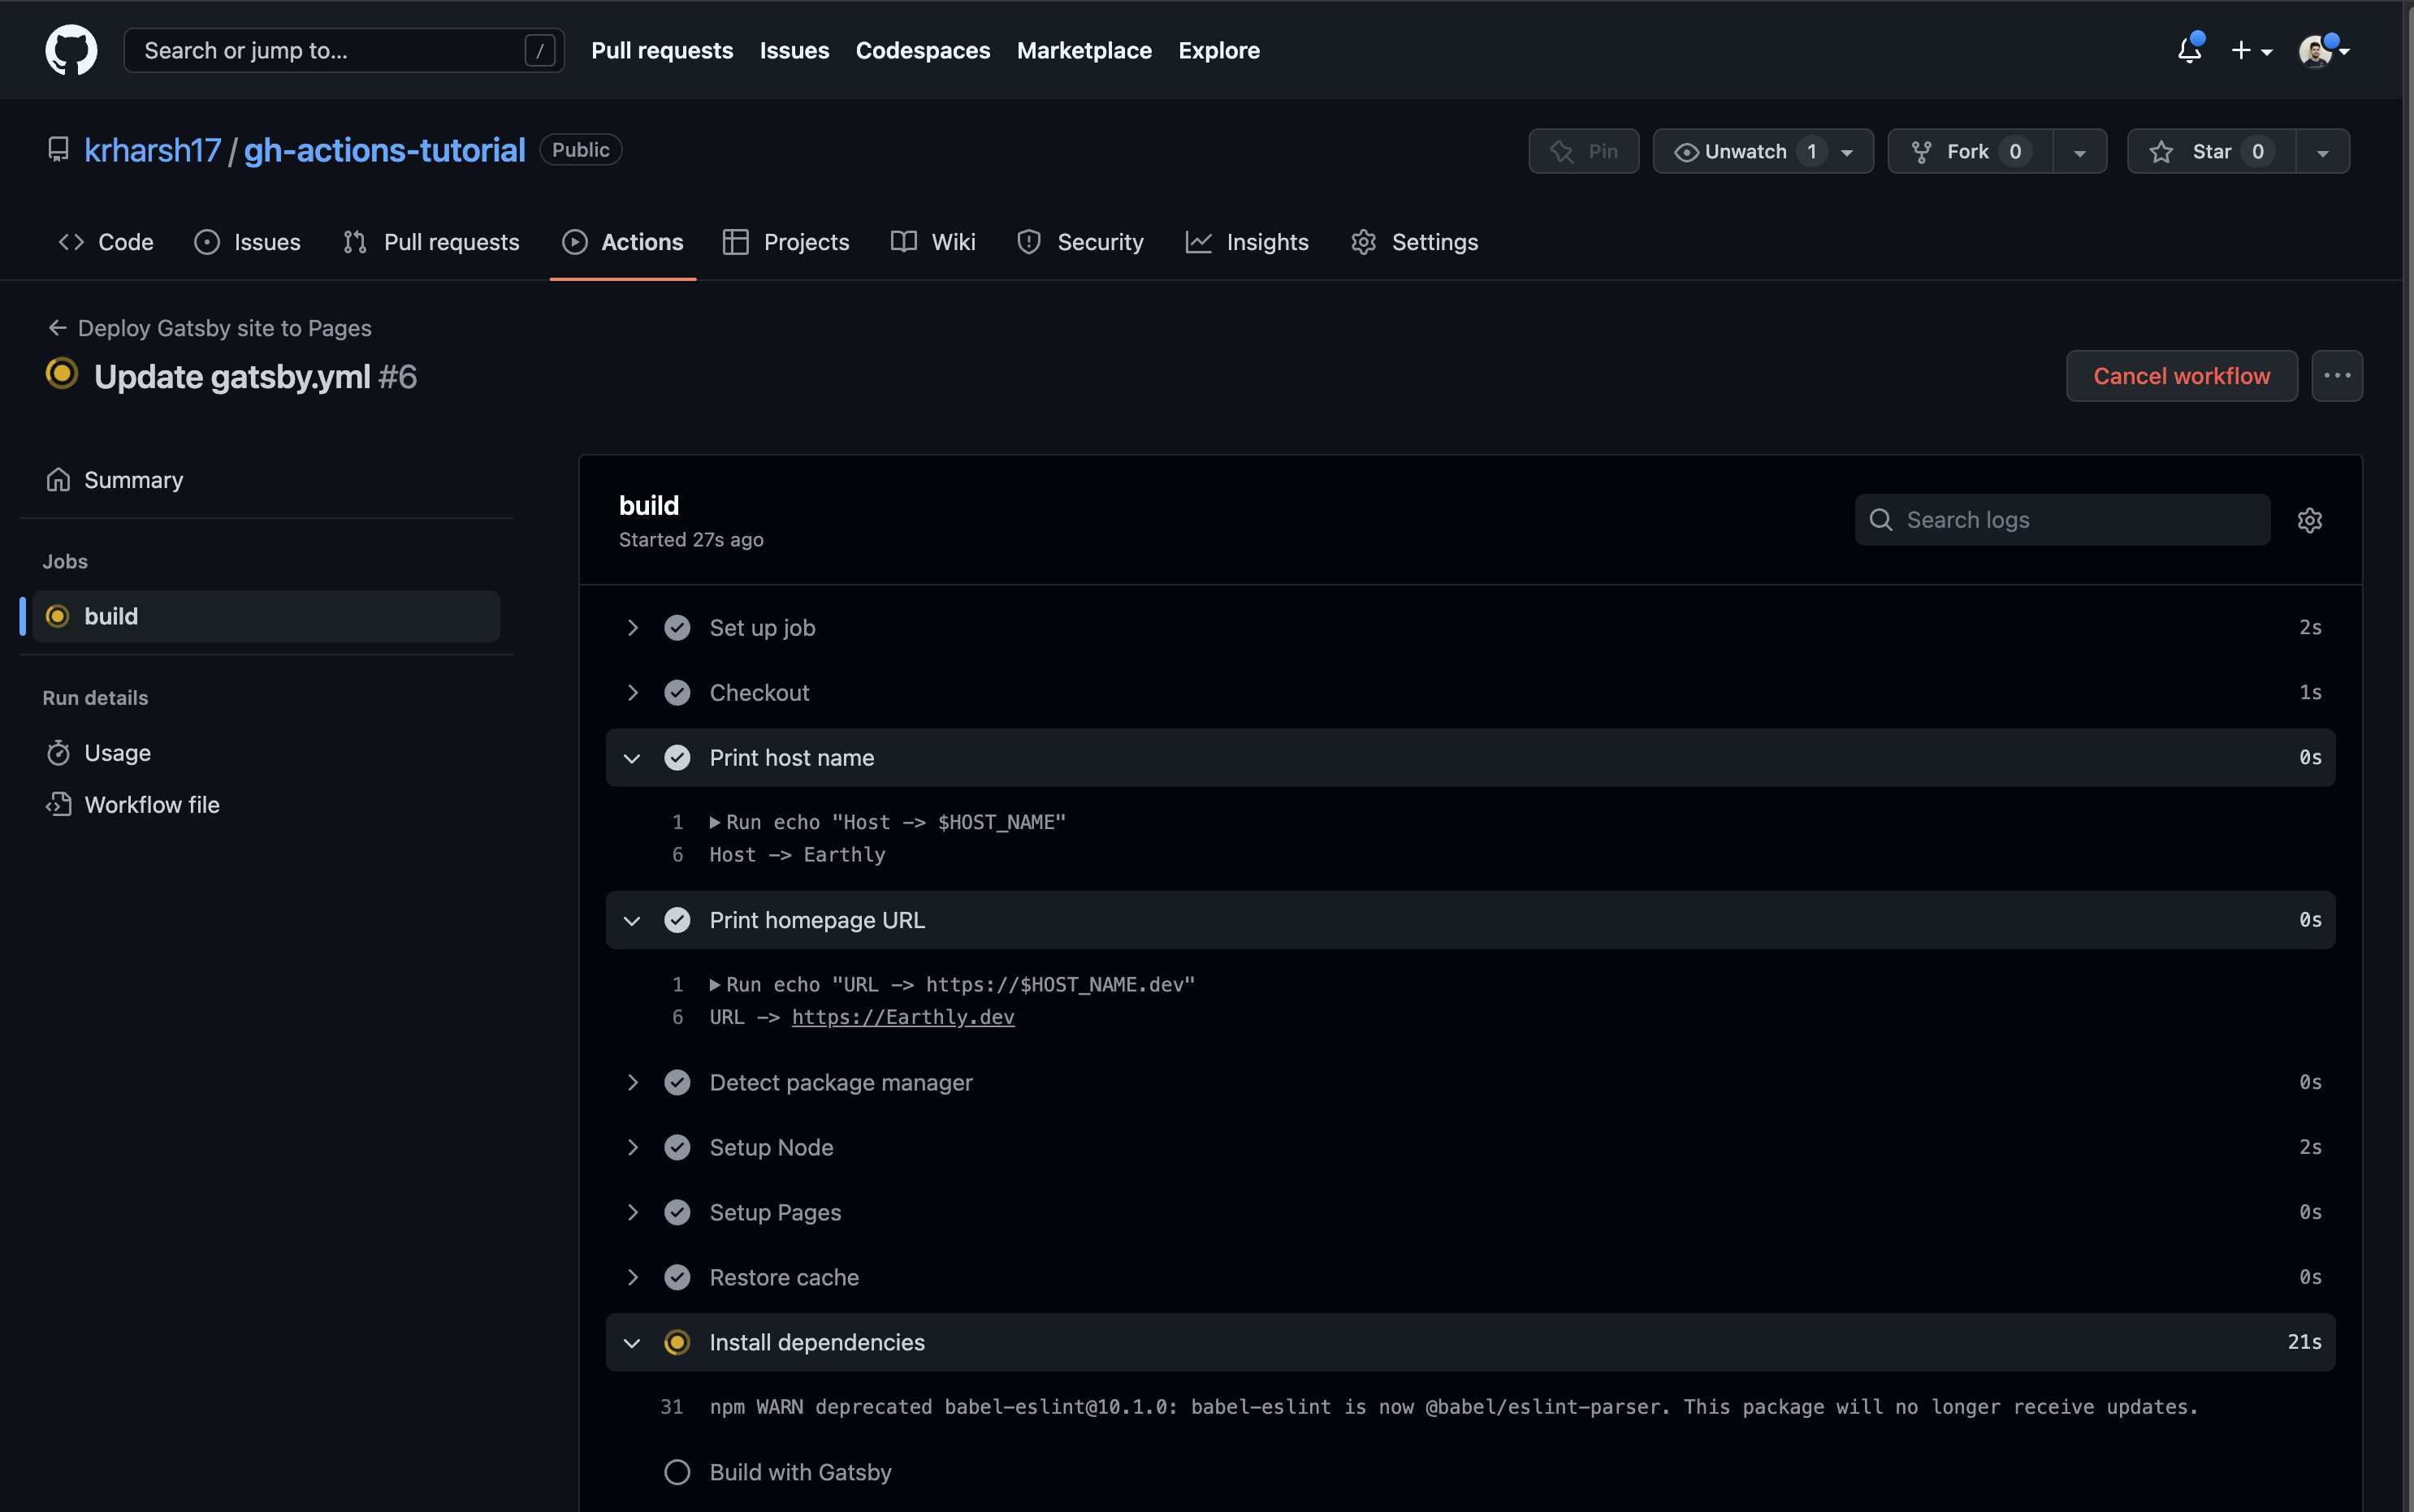 Search or jump to... /
Pull requests Issues Codespaces Marketplace Explore
krharsh17 / gh-actions-tutorial Public
Pin Unwatch 1 Fork 0 Star 0
Code Issues Pull requests Actions Projects Wiki Security Insights Settings
Deploy Gatsby site to Pages
Update gatsby.yml #6
Cancel workflow
Summary
Jobs
build
Run details
Usage
Workflow file
build
Started 27s ago
Search logs
Set up job 2s
Checkout 1s
Print host name 0s
1 Run echo "Host -> $HOST_NAME"
6 Host -> Earthly
Print homepage URL 0s
1 Run echo "URL -> https://$HOST_NAME.dev"
6 URL -> https://Earthly.dev
Detect package manager 0s
Setup Node 2s
Setup Pages 0s
Restore cache 0s
Install dependencies 21s
31 npm WARN deprecated babel-eslint@10.1.0: babel-eslint is now @babel/eslint-parser. This package will no longer receive updates.
Build with Gatsby